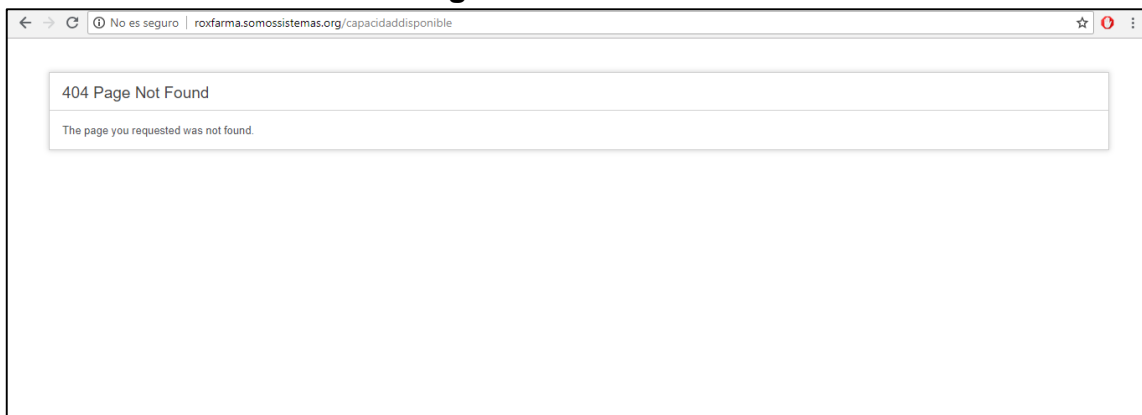 No es seguro | roxfarma.somossistemas.org/capacidaddisponible
404 Page Not Found
The page you requested was not found.